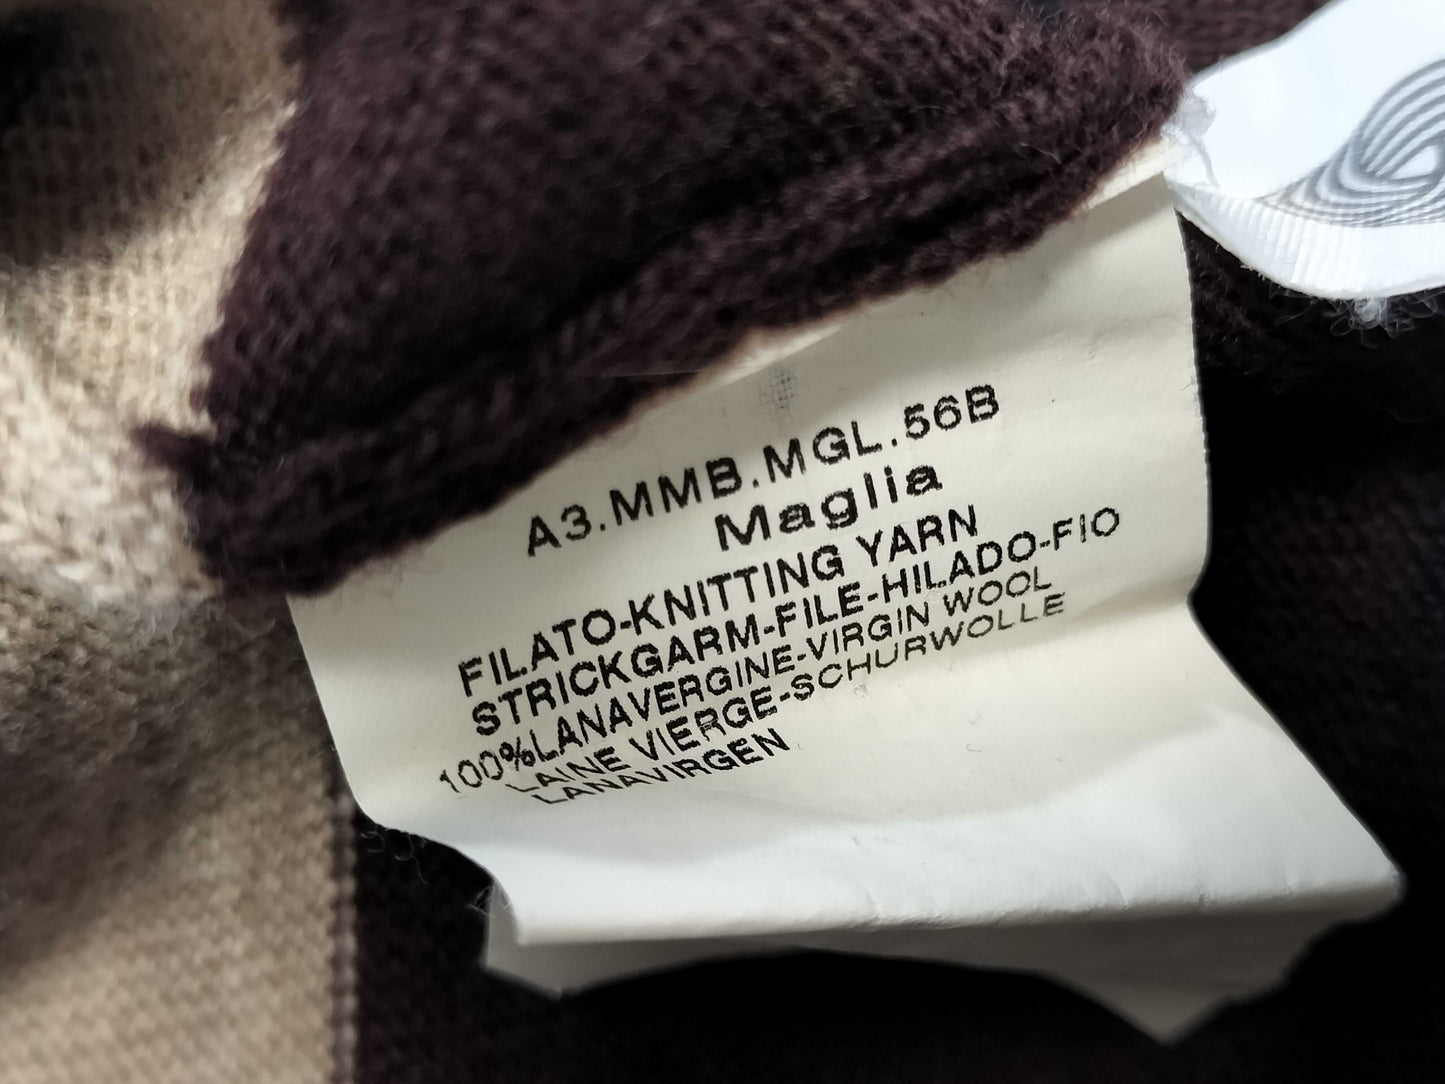 A3.MMB.MGL.56B
Maglia
FILATO-KNITTING YARN
STRICKGARM-FILE-HILADO-FIO
100%LANAVERGINE-VIRGIN WOOL
LAINE VIERGE-SCHURWOLLE
LANAVIRGEN